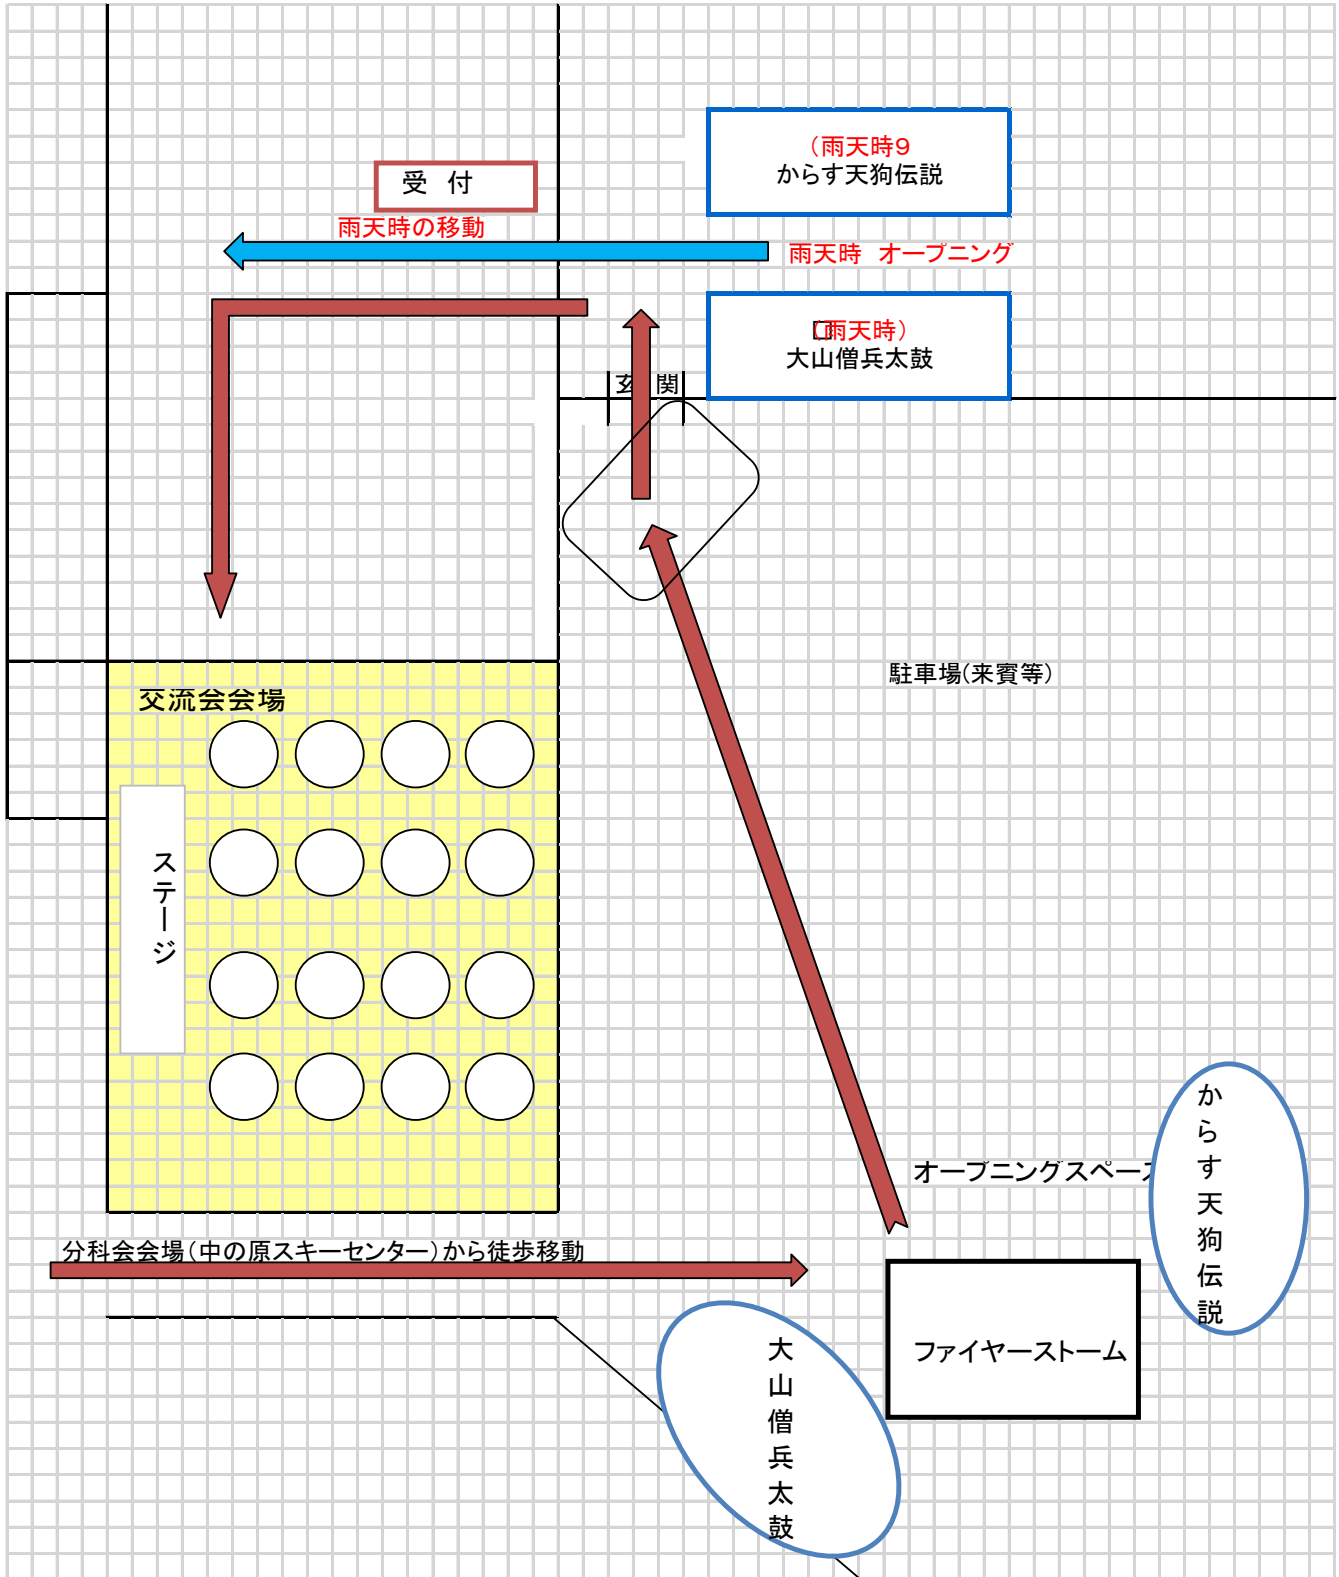 （雨天時９
からす天狗伝説
受　付
雨天時の移動
雨天時　オープニング
（雨天時）
大山僧兵太鼓
玄　関
駐車場(来賓等)
交流会会場
ステージ
からす天狗伝説
オープニングスペース
分科会会場（中の原スキーセンター）から徒歩移動
ファイヤーストーム
大山僧兵太鼓